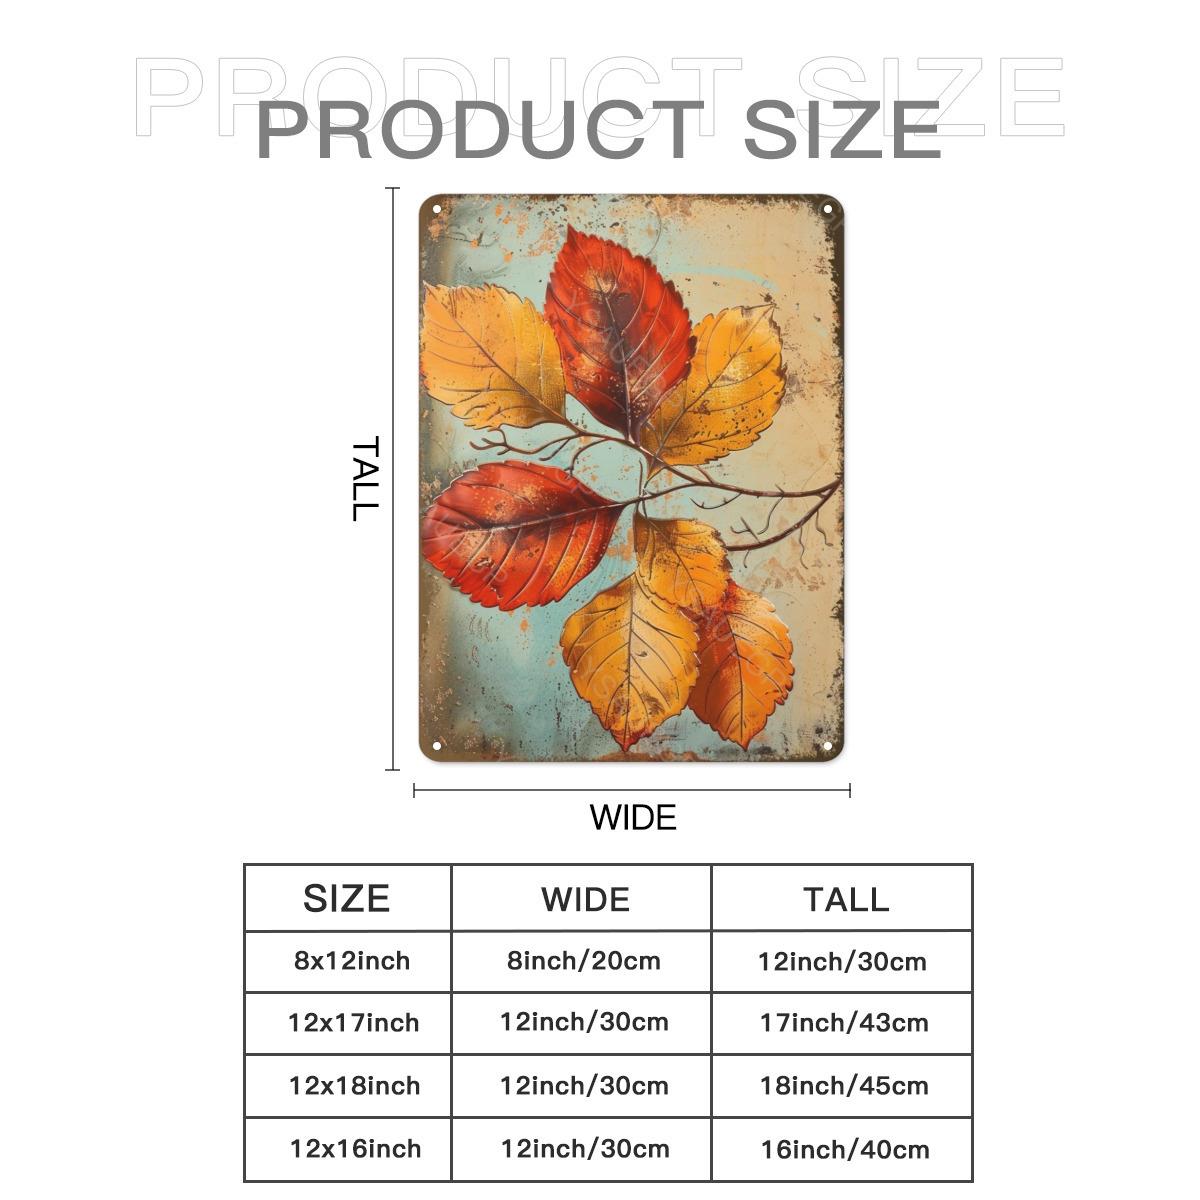 PRODUCT SIZE
PRODUCT SIZE
TALL
WIDE
SIZE WIDE TALL
8x12inch 8inch/20cm 12inch/30cm
12x17inch 12inch/30cm 17inch/43cm
12x18inch 12inch/30cm 18inch/45cm
12x16inch 12inch/30cm 16inch/40cm